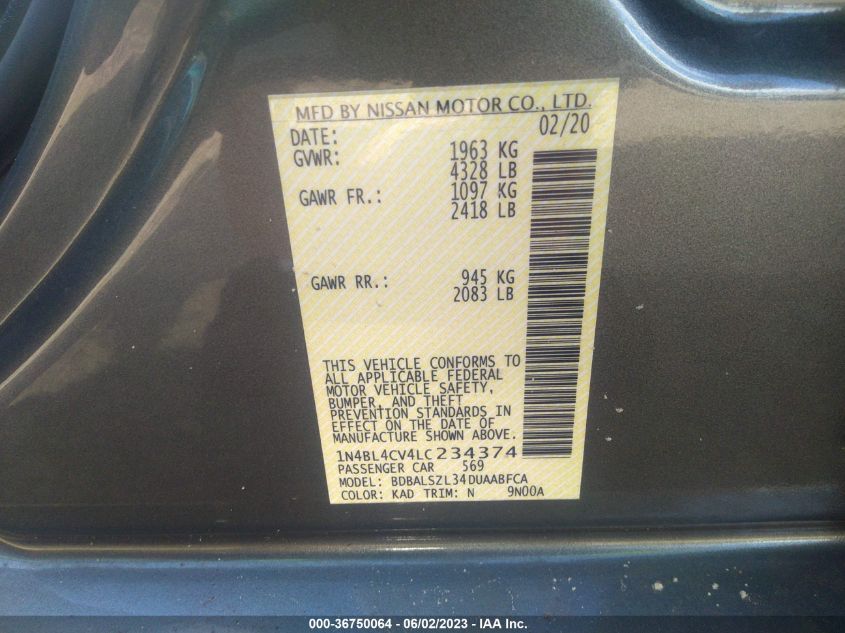 MFD BY NISSAN MOTOR CO., LTD.
DATE: 02/20
GVWR: 1963 KG
4328 LB
GAWR FR.: 1097 KG
2418 LB
GAWR RR.: 945 KG
2083 LB
THIS VEHICLE CONFORMS TO
ALL APPLICABLE FEDERAL
MOTOR VEHICLE SAFETY,
BUMPER, AND THEFT
PREVENTION STANDARDS IN
EFFECT ON THE DATE OF
MANUFACTURE SHOWN ABOVE.
1N4BL4CV4LC234374
PASSENGER CAR 569
MODEL: BDBALSZL34DUAABFCA
COLOR: KAD TRIM: N 9N00A
000-36750064 - 06/02/2023 - IAA Inc.